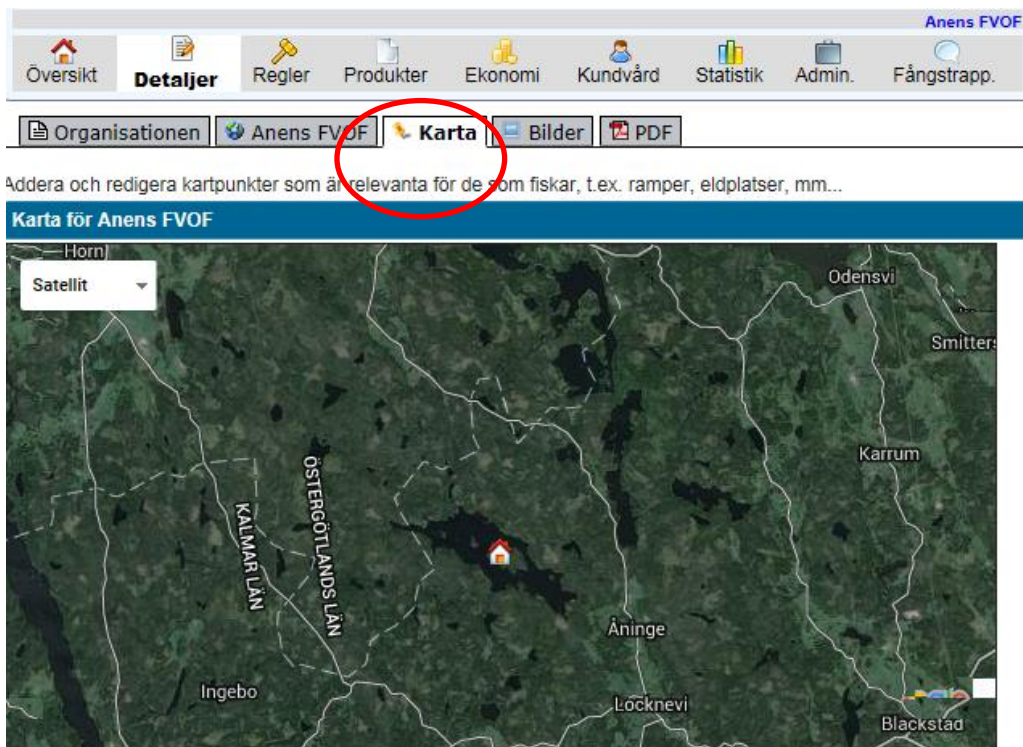 Anens FVOF
Översikt Detaljer Regler Produkter Ekonomi Kundvård Statistik Admin. Fångstrapp.
Organisationen Anens FVOF Karta Bilder PDF
Addera och redigera kartpunkter som är relevanta för de som fiskar, t.ex. ramper, eldplatser, mm...
Karta för Anens FVOF
Horn
Satellit
Odensvi
Smitters
Karrum
ÖSTERGÖTLANDS LÄN
KALMAR LÄN
Åninge
Ingebo
Locknevi
Blackstad